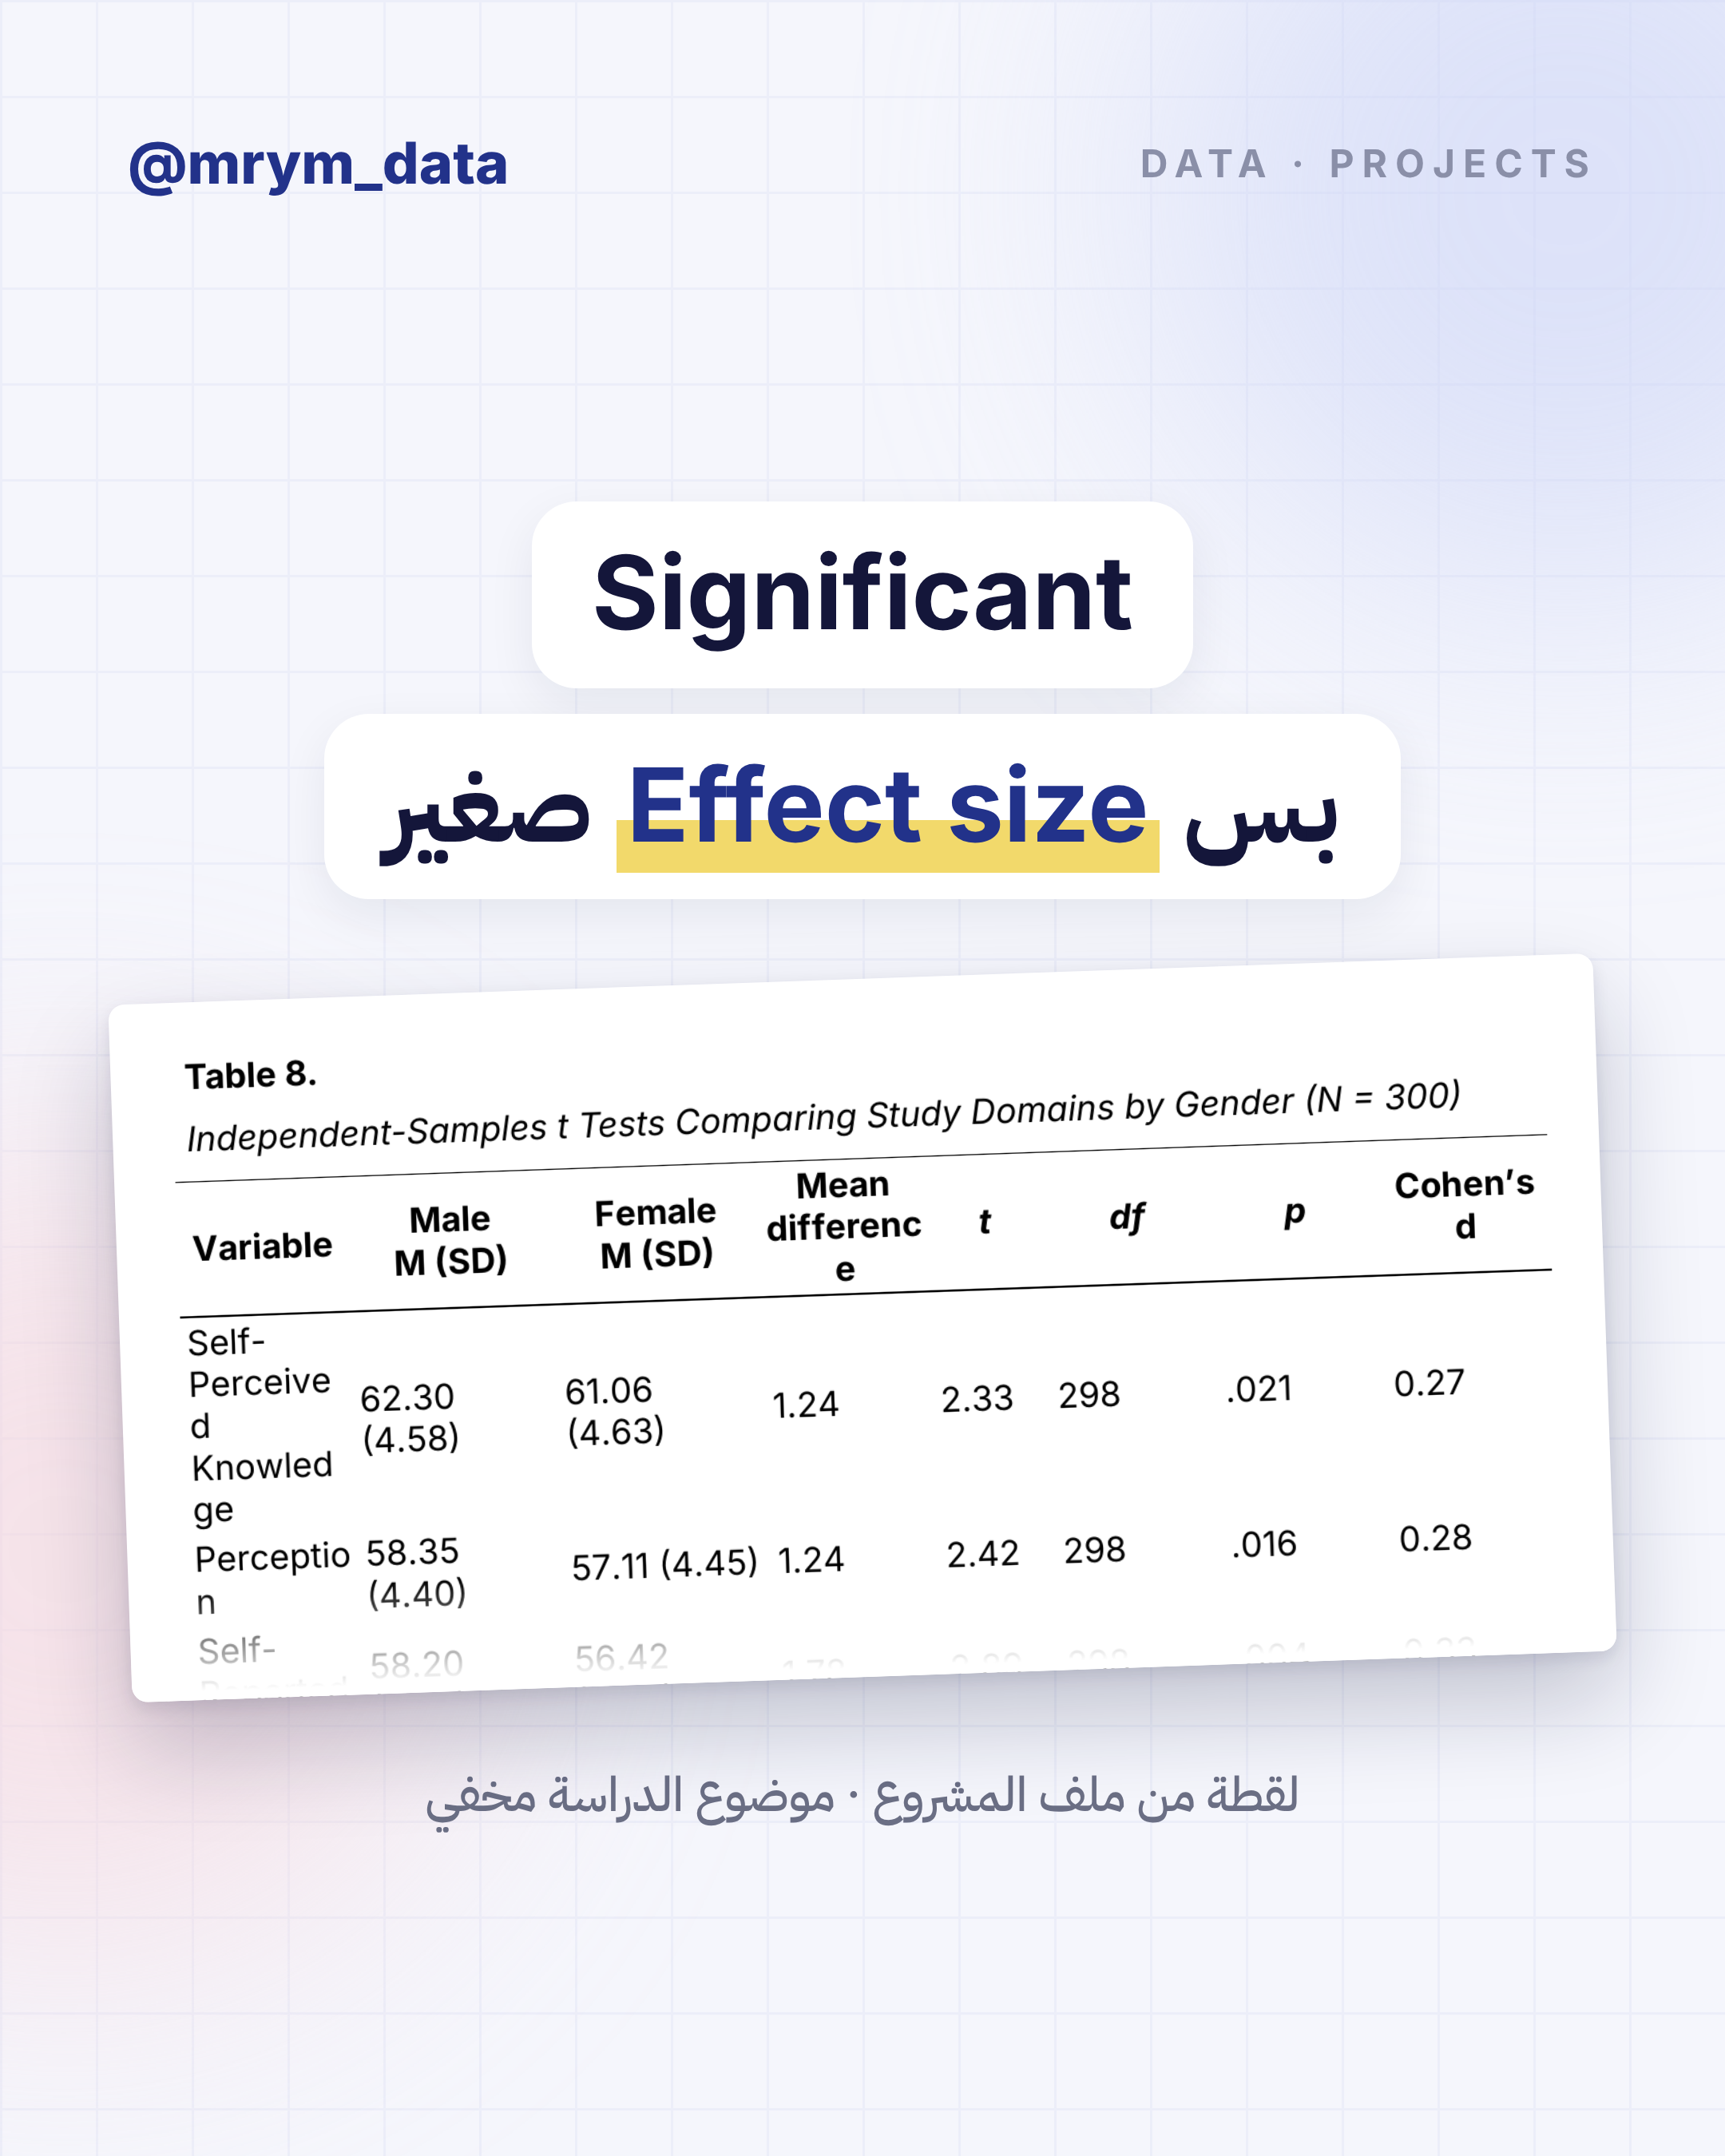 @mrym_data
DATA · PROJECTS
Significant
بس Effect size صغير
Table 8.
Independent-Samples t Tests Comparing Study Domains by Gender (N = 300)
Variable
Male
M (SD)
Female
M (SD)
Mean
differenc
e
t
df
p
Cohen’s
d
Self-
Perceive
d
Knowled
ge
62.30
(4.58)
61.06
(4.63)
1.24
2.33
298
.021
0.27
Perceptio
n
58.35
(4.40)
57.11 (4.45)
1.24
2.42
298
.016
0.28
Self-
58.20
56.42
لقطة من ملف المشروع · موضوع الدراسة مخفي